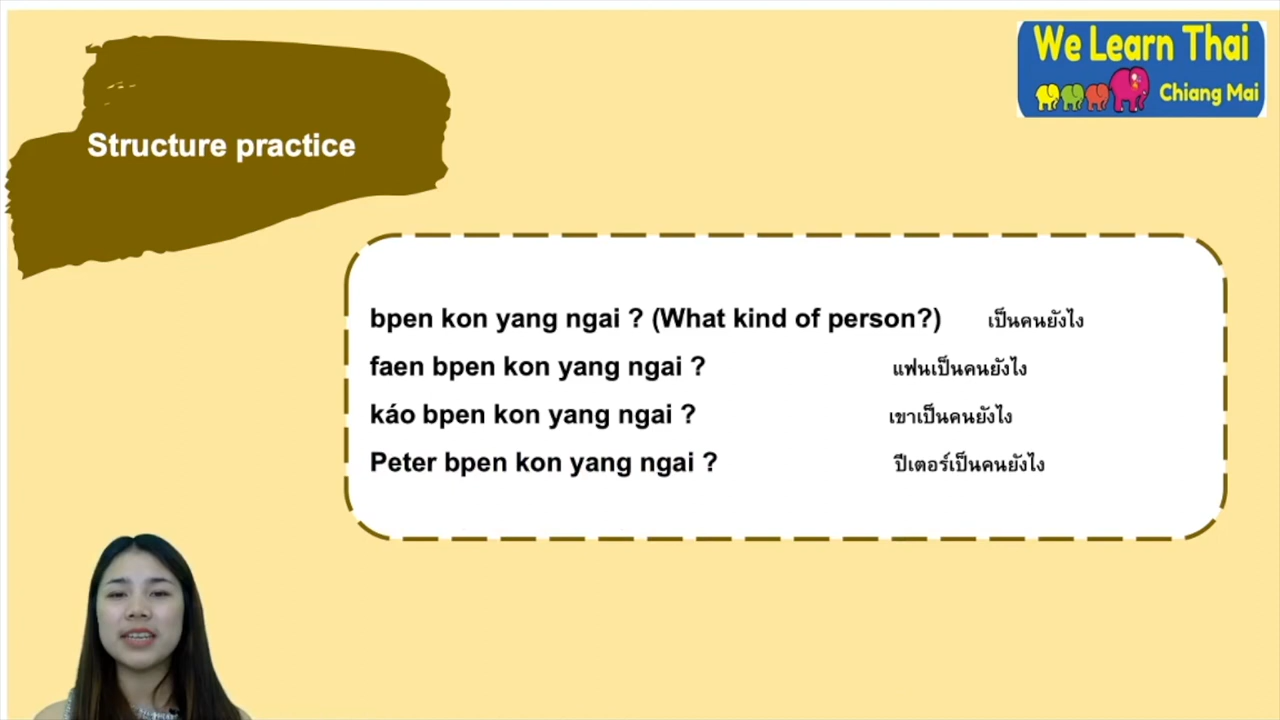 We Learn Thai
Chiang Mai
Structure practice
bpen kon yang ngai ? (What kind of person?) เป็นคนยังไง
faen bpen kon yang ngai ? แฟนเป็นคนยังไง
káo bpen kon yang ngai ? เขาเป็นคนยังไง
Peter bpen kon yang ngai ? ปีเตอร์เป็นคนยังไง